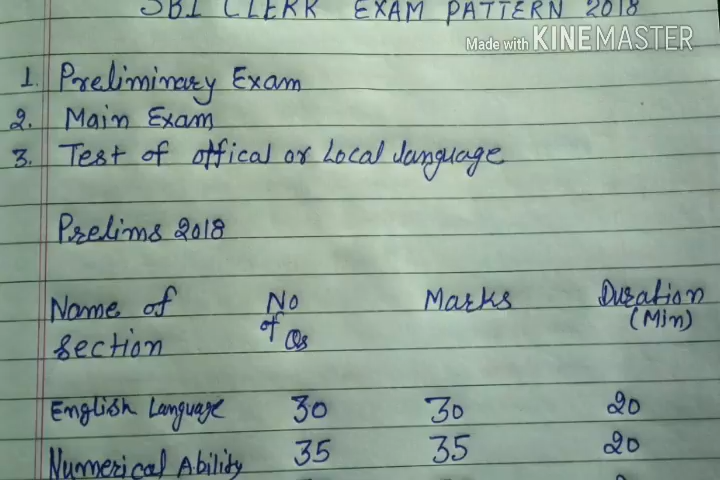 SBI CLERK EXAM PATTERN 2018
Made with KINEMASTER
1. Preliminary Exam
2. Main Exam
3. Test of offical or Local language
Prelims 2018
Name of section No of Qs Marks Duration (Min)
English Language 30 30 20
Numerical Ability 35 35 20